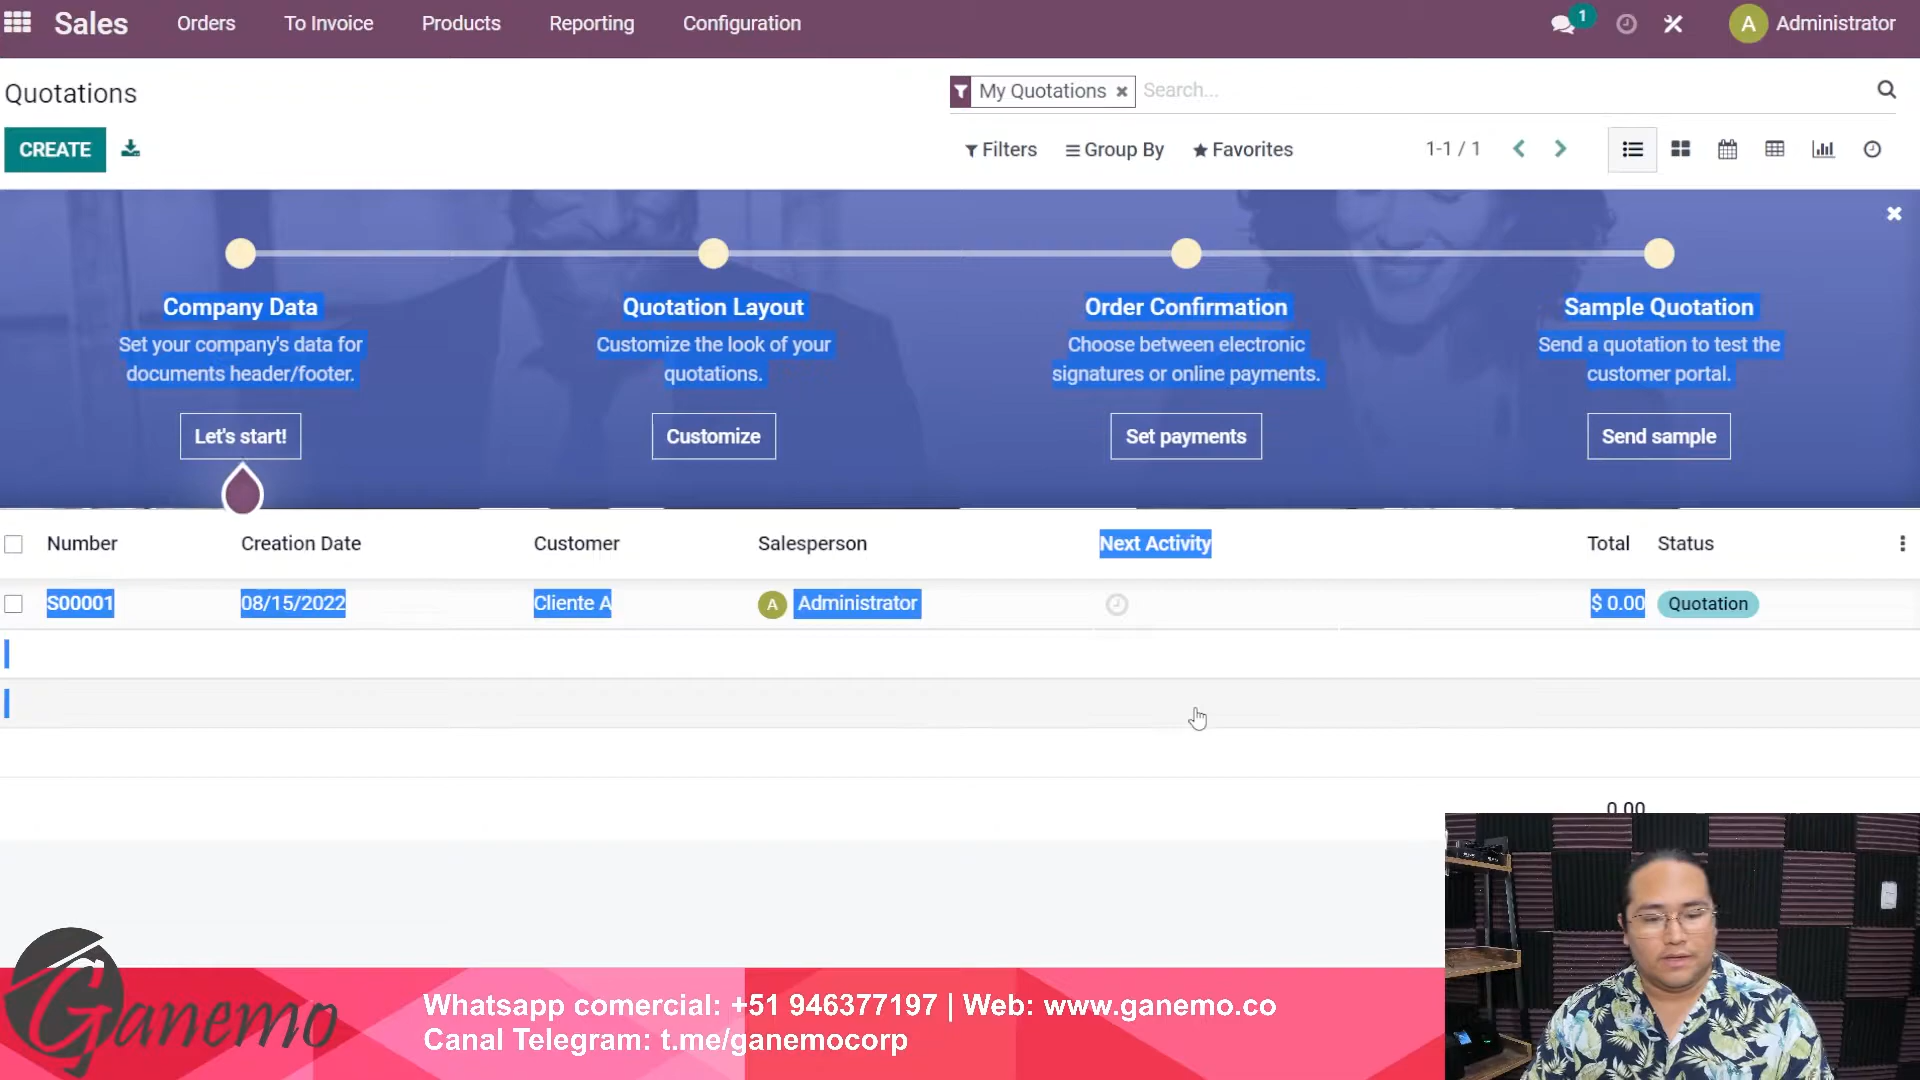 Sales Orders To Invoice Products Reporting Configuration 1 A Administrator
Quotations
My Quotations × Search...
CREATE
Filters Group By Favorites 1-1 / 1
Company Data
Set your company's data for
documents header/footer.
Let's start!
Quotation Layout
Customize the look of your
quotations.
Customize
Order Confirmation
Choose between electronic
signatures or online payments.
Set payments
Sample Quotation
Send a quotation to test the
customer portal.
Send sample
Number Creation Date Customer Salesperson Next Activity Total Status
S00001 08/15/2022 Cliente A A Administrator $ 0.00 Quotation
0.00
Ganemo
Whatsapp comercial: +51 946377197 | Web: www.ganemo.co
Canal Telegram: t.me/ganemocorp